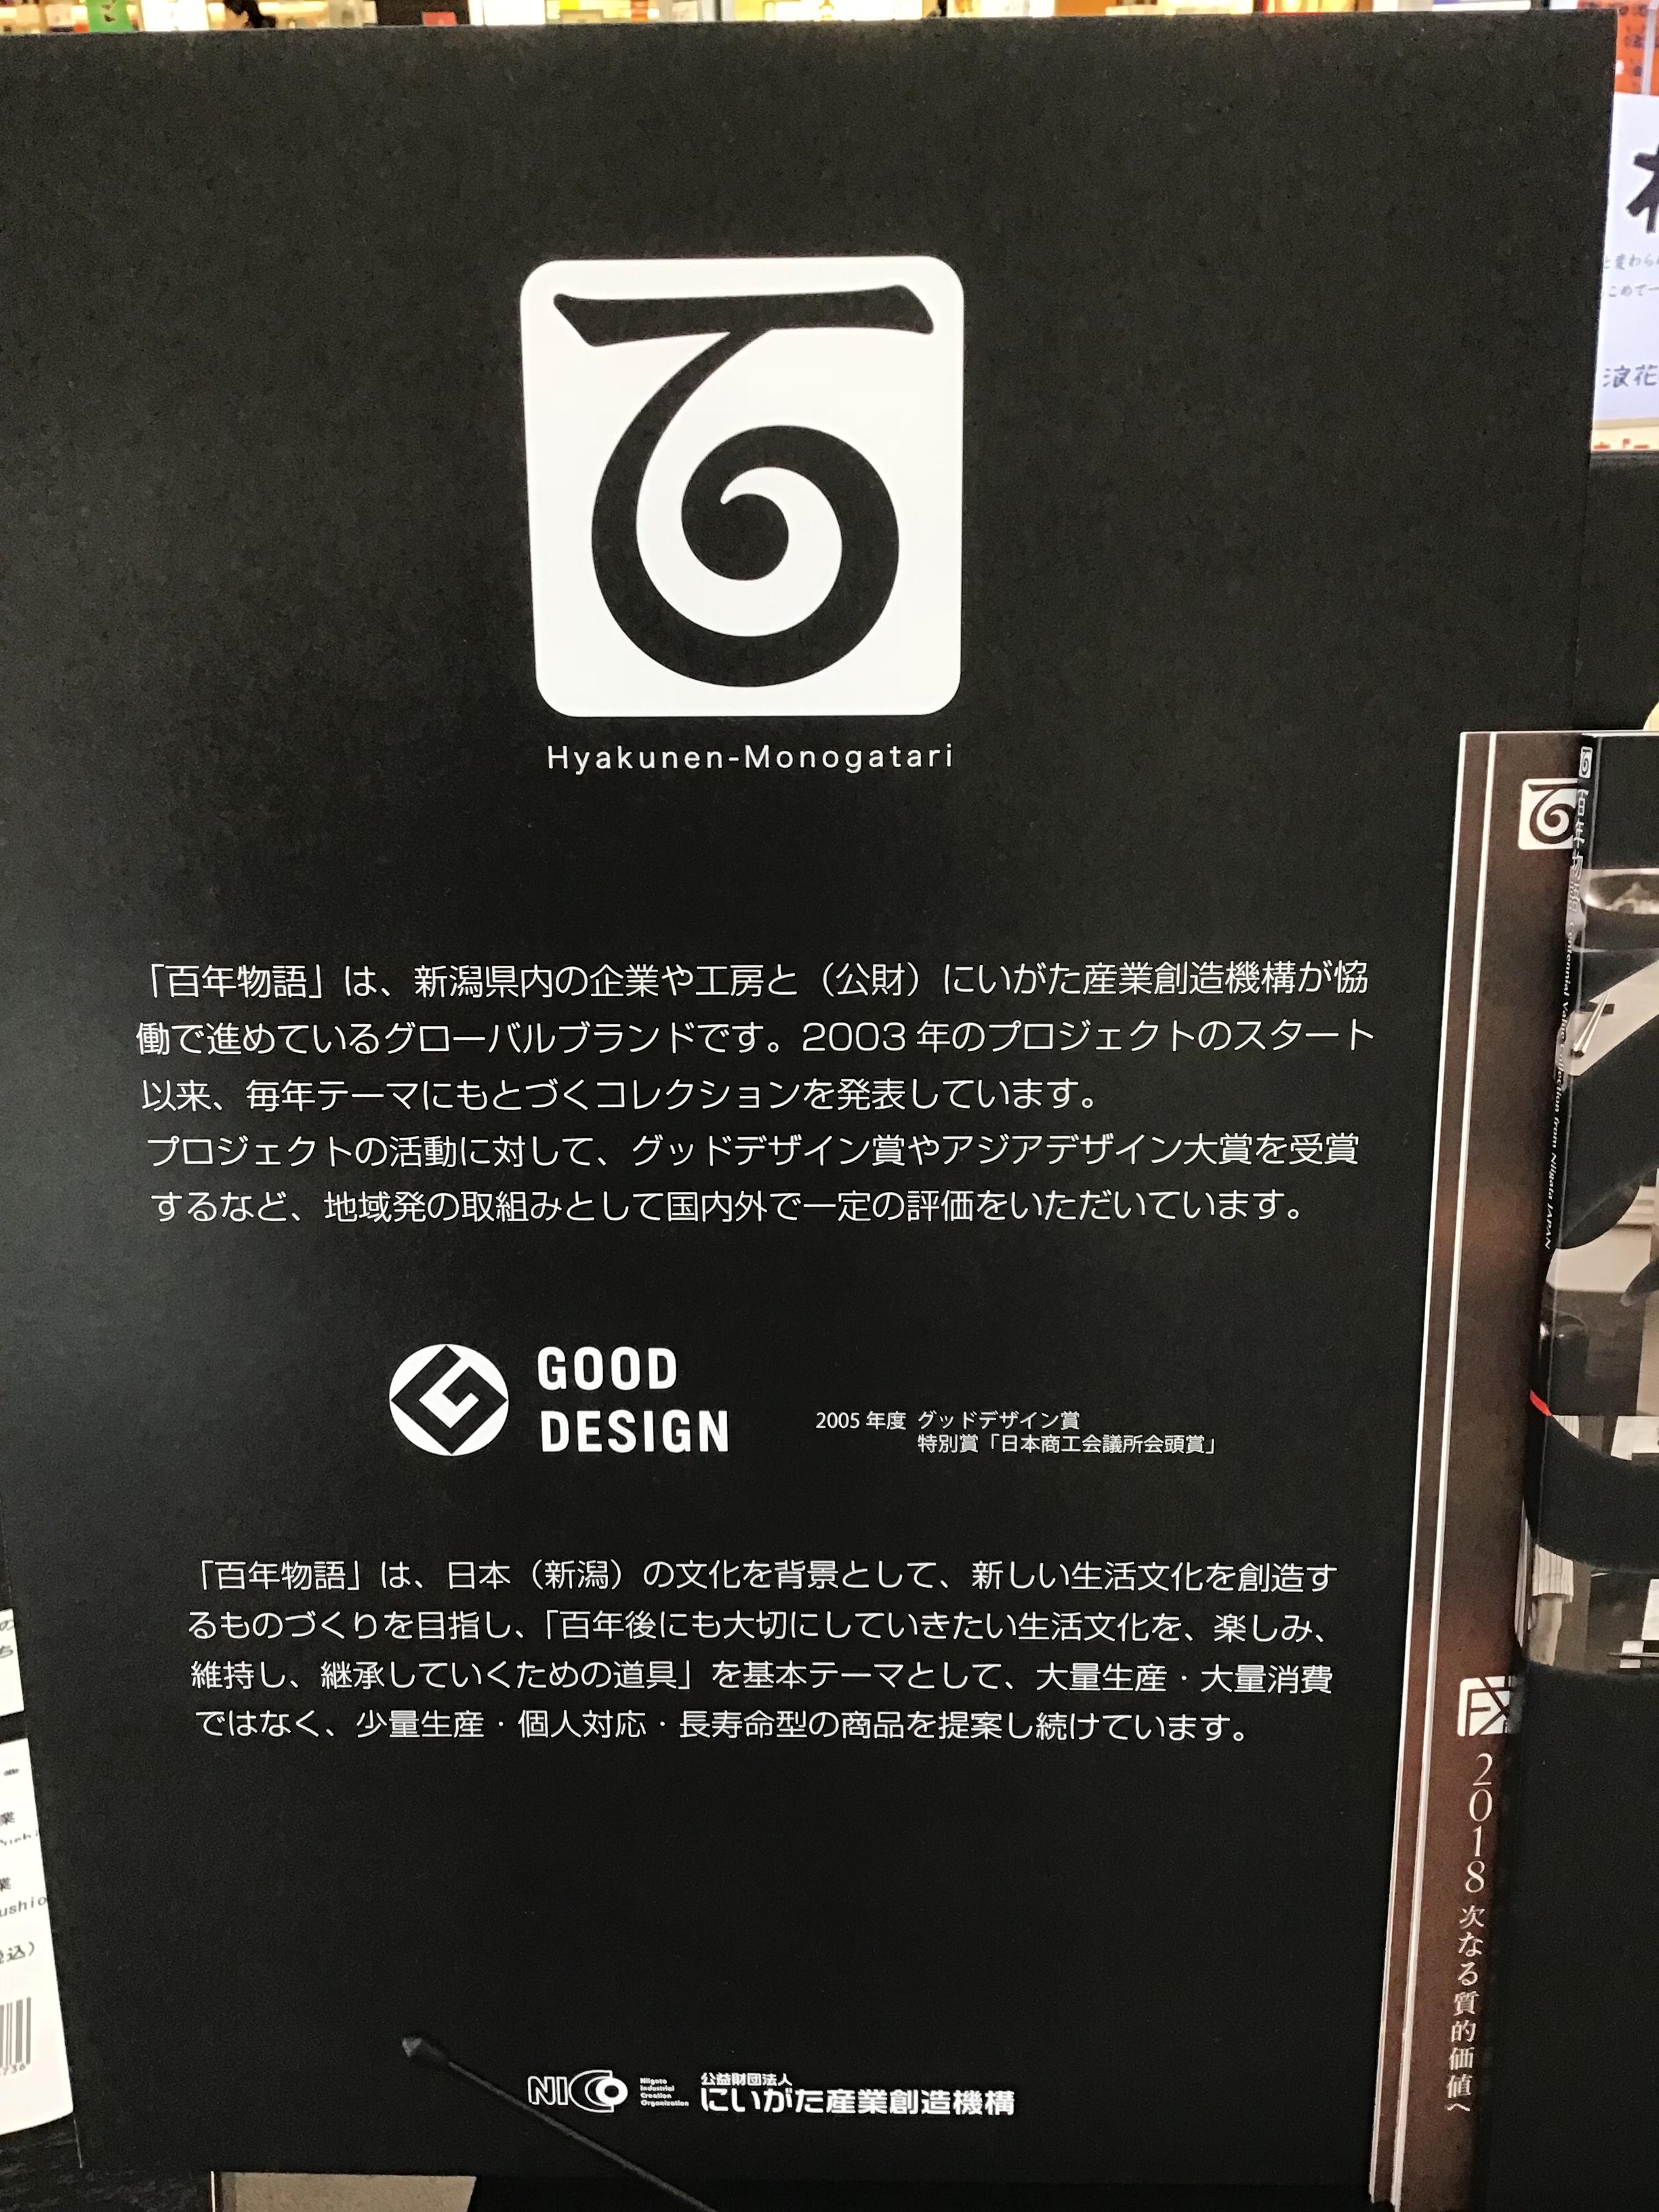 Hyakunen-Monogatari
「百年物語」は、新潟県内の企業や工房と（公財）にいがた産業創造機構が協
働で進めているグローバルブランドです。2003 年のプロジェクトのスタート
以来、毎年テーマにもとづくコレクションを発表しています。
プロジェクトの活動に対して、グッドデザイン賞やアジアデザイン大賞を受賞
するなど、地域発の取組みとして国内外で一定の評価をいただいています。
GOOD
DESIGN
2005 年度 グッドデザイン賞
特別賞「日本商工会議所会頭賞」
「百年物語」は、日本（新潟）の文化を背景として、新しい生活文化を創造す
るものづくりを目指し、「百年後にも大切にしていきたい生活文化を、楽しみ、
維持し、継承していくための道具」を基本テーマとして、大量生産・大量消費
ではなく、少量生産・個人対応・長寿命型の商品を提案し続けています。
NICO
Niigata
Industrial
Creation
Organization
公益財団法人
にいがた産業創造機構
2018 次なる質的価値へ
浪花